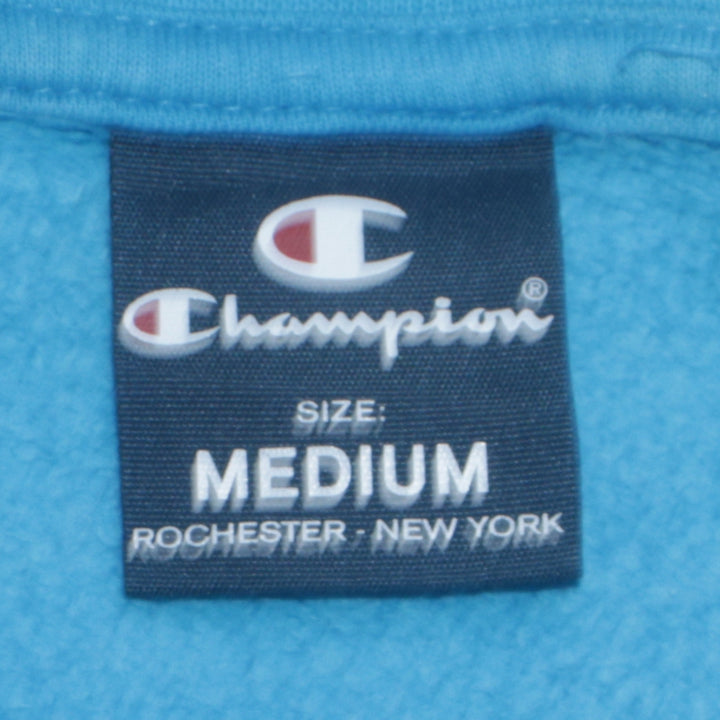 Champion®
SIZE:
MEDIUM
ROCHESTER - NEW YORK